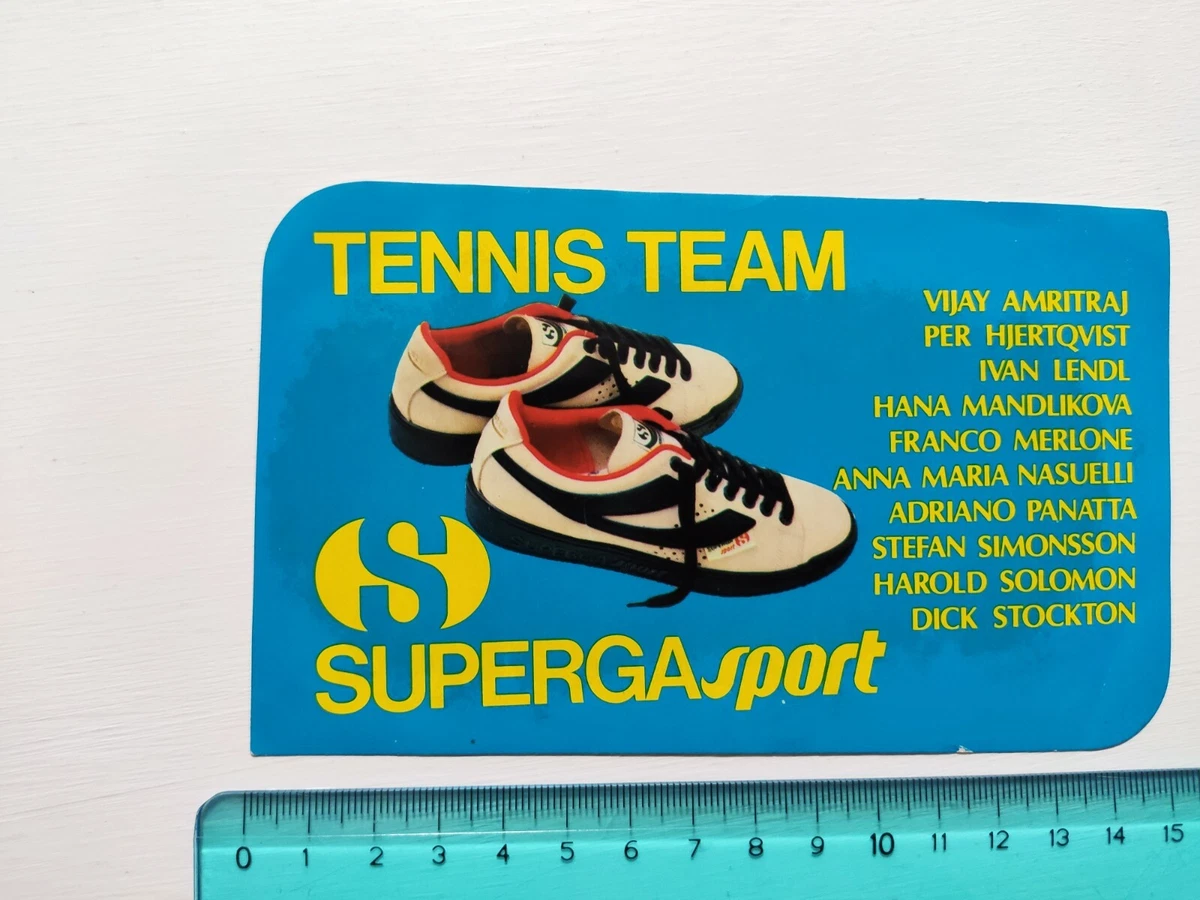 TENNIS TEAM
VIJAY AMRITRAJ
PER HJERTQVIST
IVAN LENDL
HANA MANDLIKOVA
FRANCO MERLONE
ANNA MARIA NASUELLI
ADRIANO PANATTA
STEFAN SIMONSSON
HAROLD SOLOMON
DICK STOCKTON
S
SUPERGA sport
0 1 2 3 4 5 6 7 8 9 10 11 12 13 14 15